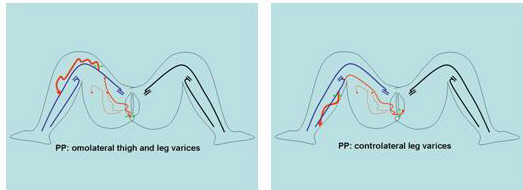 PP: omolateral thigh and leg varices
PP: controlateral leg varices